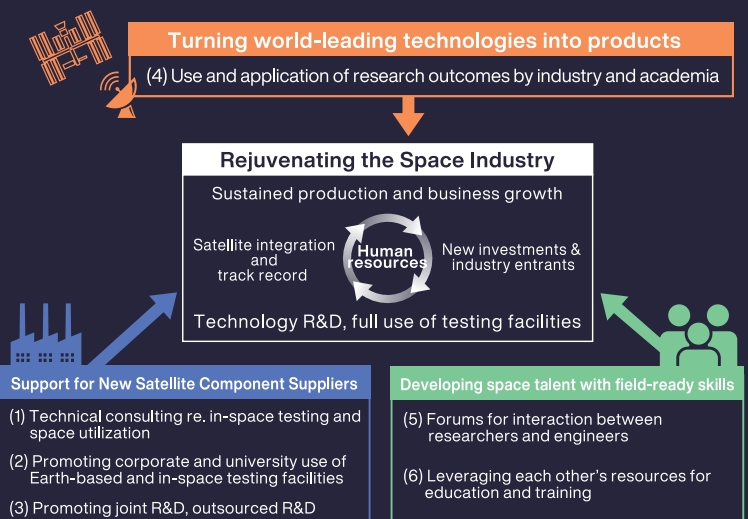 Turning world-leading technologies into products
(4) Use and application of research outcomes by industry and academia
Rejuvenating the Space Industry
Sustained production and business growth
Satellite integration
and
track record
Human
resources
New investments &
industry entrants
Technology R&D, full use of testing facilities
Support for New Satellite Component Suppliers
(1) Technical consulting re. in-space testing and
space utilization
(2) Promoting corporate and university use of
Earth-based and in-space testing facilities
(3) Promoting joint R&D, outsourced R&D
Developing space talent with field-ready skills
(5) Forums for interaction between
researchers and engineers
(6) Leveraging each other's resources for
education and training